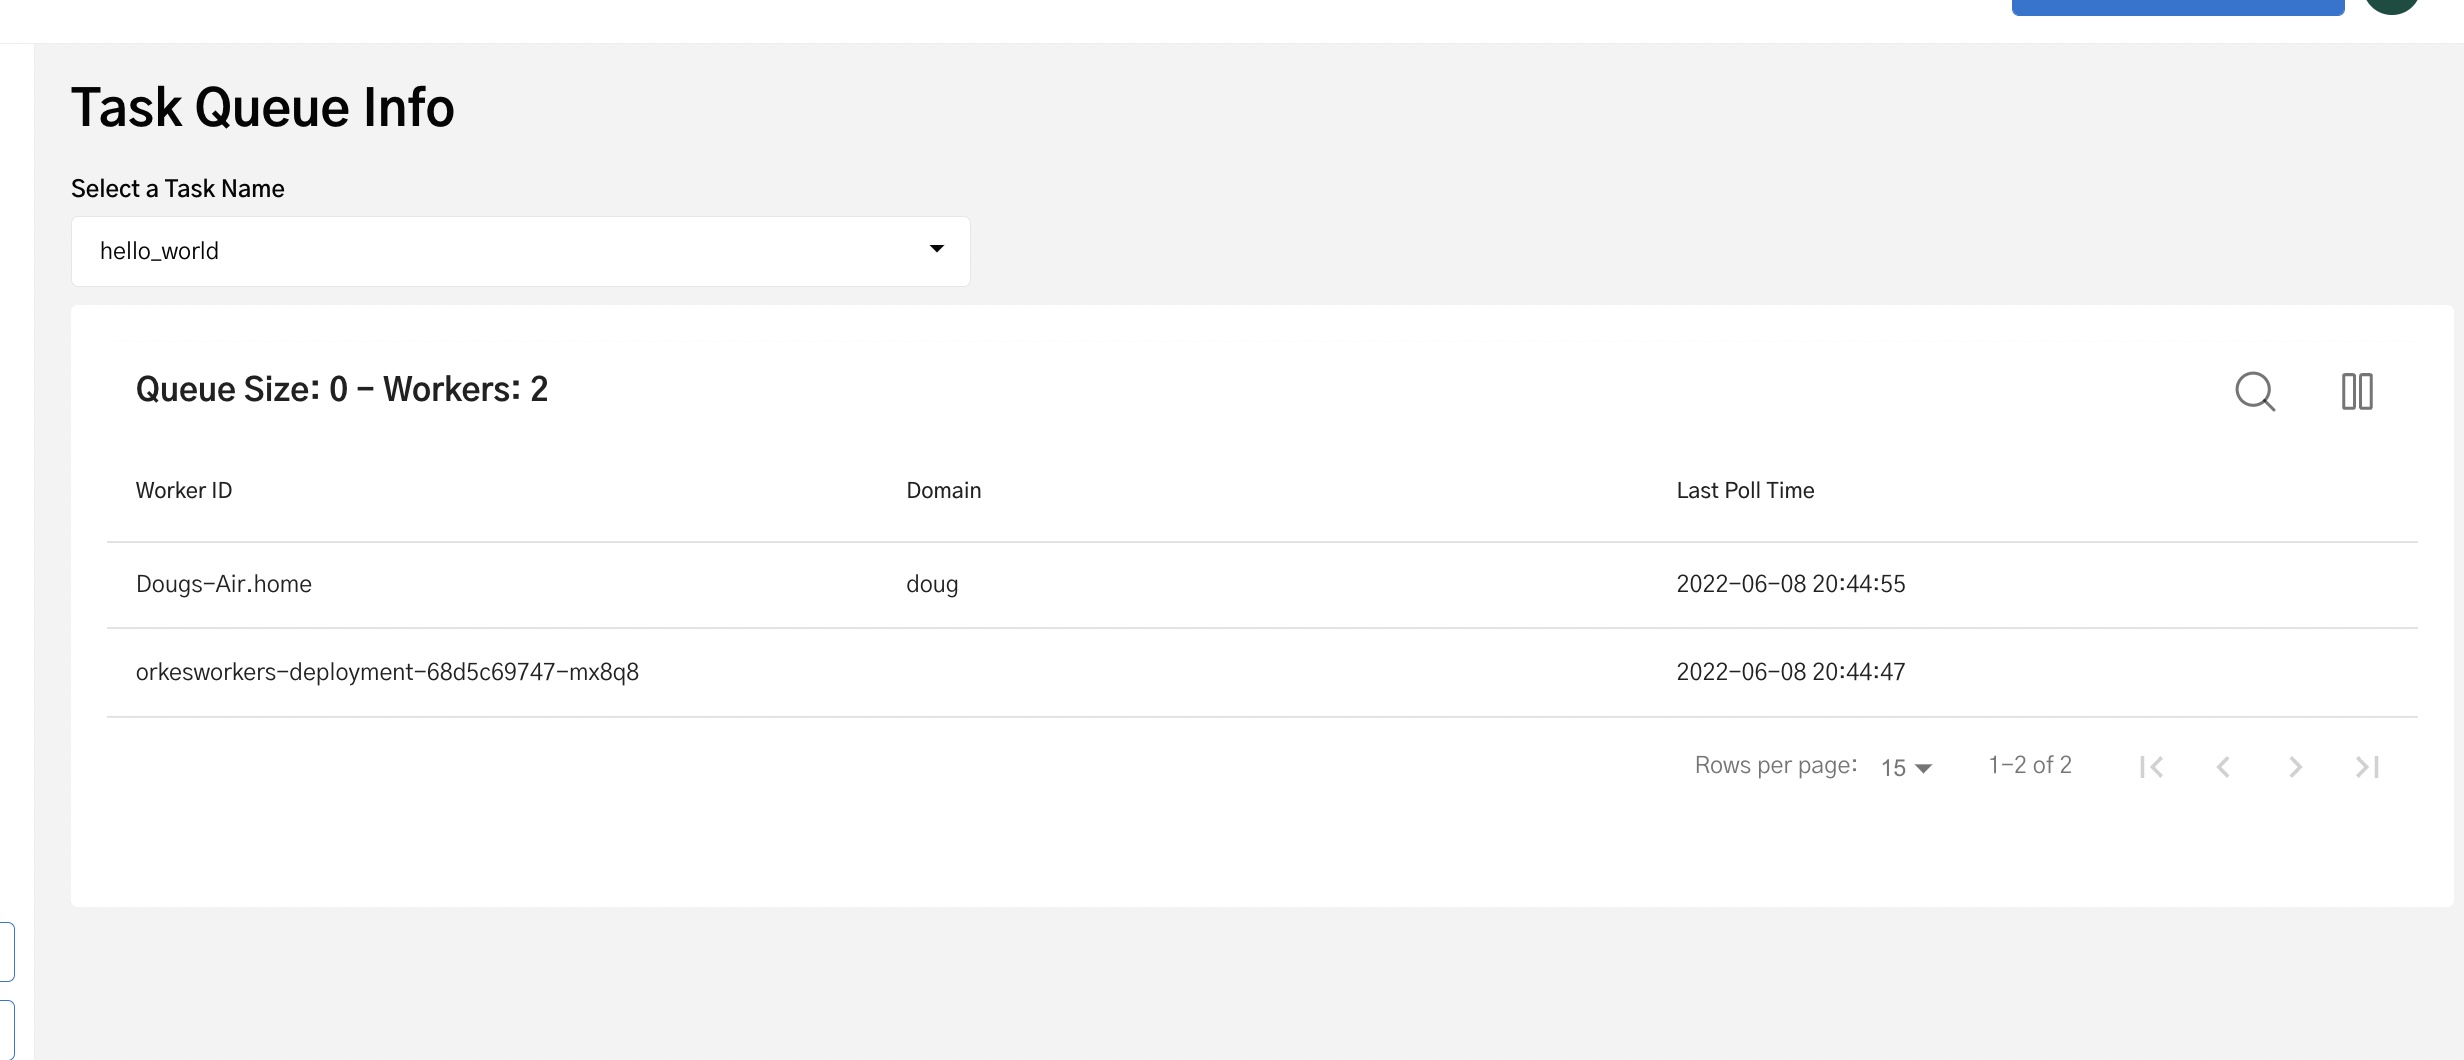 Task Queue Info
Select a Task Name
hello_world
Queue Size: 0 – Workers: 2
Worker ID Domain Last Poll Time
Dougs-Air.home doug 2022-06-08 20:44:55
orkesworkers-deployment-68d5c69747-mx8q8 2022-06-08 20:44:47
Rows per page: 15 1-2 of 2